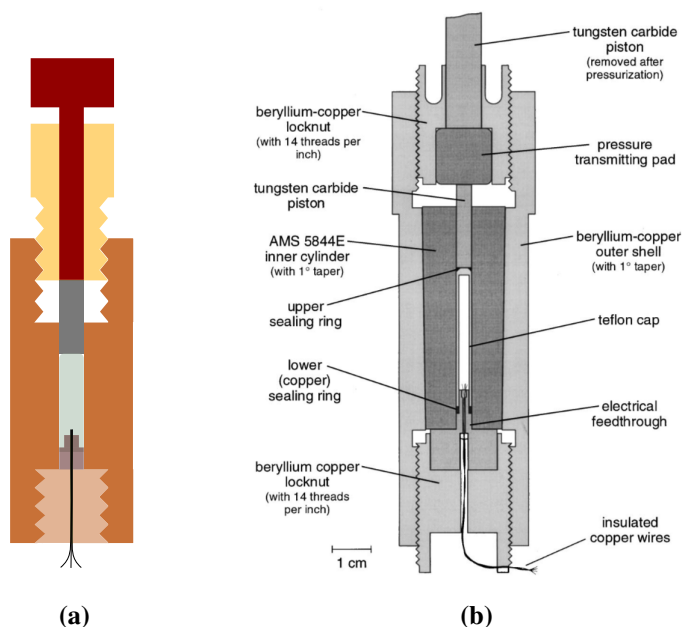 tungsten carbide
piston
(removed after
pressurization)
beryllium-copper
locknut
(with 14 threads per
inch)
pressure
transmitting pad
tungsten carbide
piston
AMS 5844E
inner cylinder
(with 1° taper)
beryllium-copper
outer shell
(with 1° taper)
upper
sealing ring
teflon cap
lower
(copper)
sealing ring
electrical
feedthrough
beryllium copper
locknut
(with 14 threads
per inch)
insulated
copper wires
1 cm
(a)
(b)